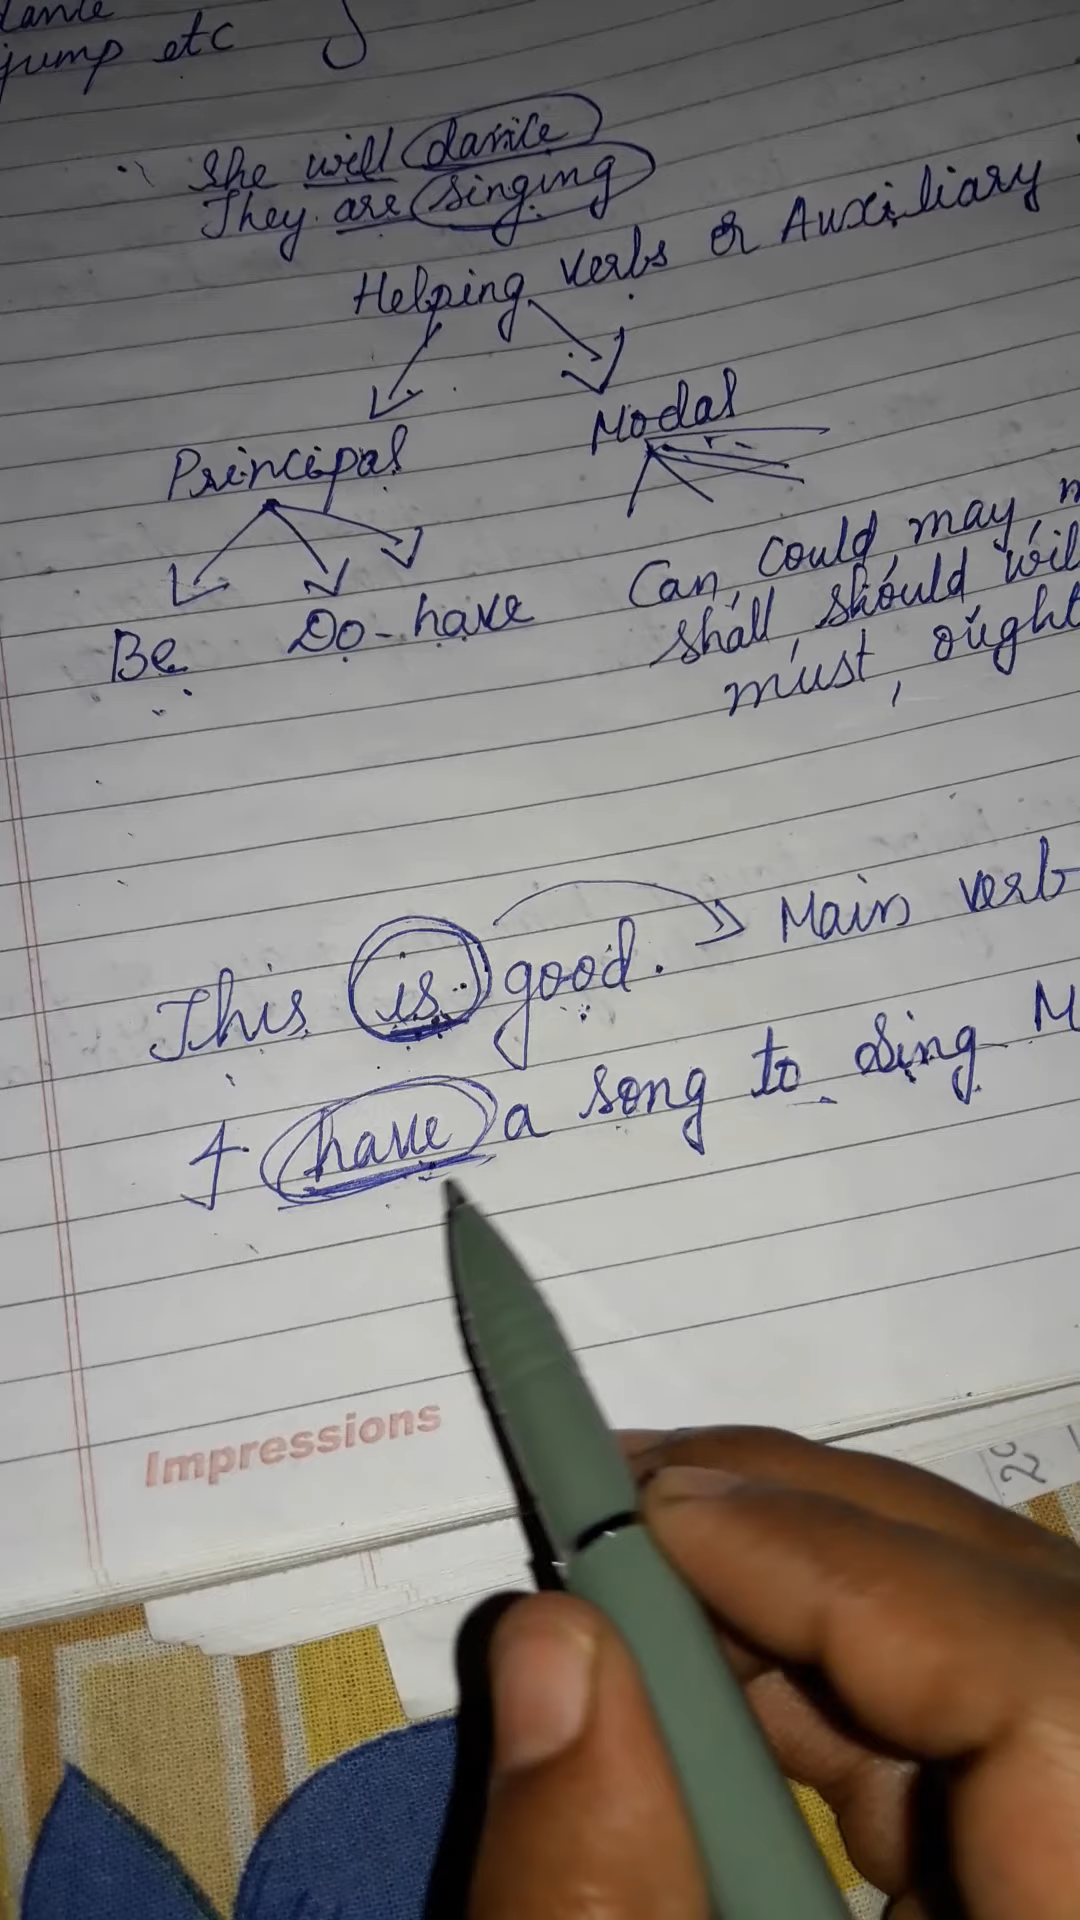 dance
jump etc
She will dance
They are singing
Helping verbs or Auxiliary
Principal
Modal
Be Do - have
Can, could, may, m
shall, should wil
must, ought
This is good. Main verb
I have a song to sing M
Impressions